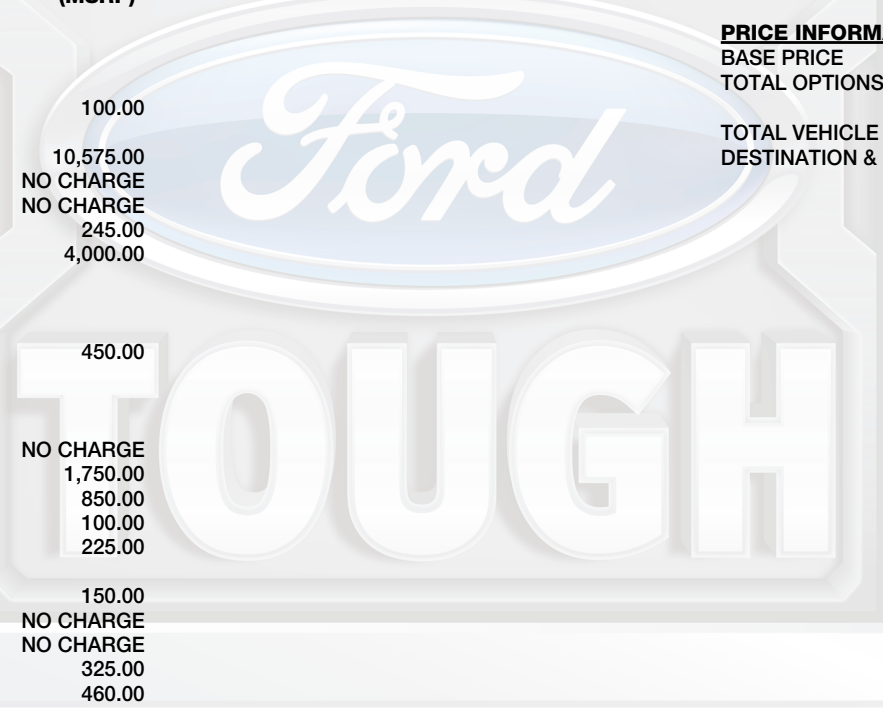 (MSRP)
100.00
10,575.00
NO CHARGE
NO CHARGE
245.00
4,000.00
450.00
NO CHARGE
1,750.00
850.00
100.00
225.00
150.00
NO CHARGE
NO CHARGE
325.00
460.00
PRICE INFORMA
BASE PRICE
TOTAL OPTIONS
TOTAL VEHICLE
DESTINATION &
Ford
TOUGH